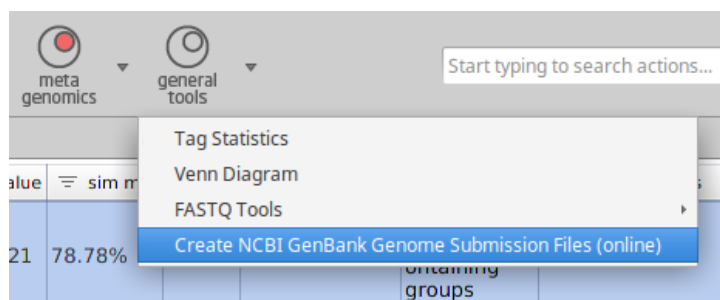 meta
genomics
general
tools
Start typing to search actions...
Tag Statistics
Venn Diagram
FASTQ Tools
Create NCBI GenBank Genome Submission Files (online)
alue
sim m
21
78.78%
ontaining
groups